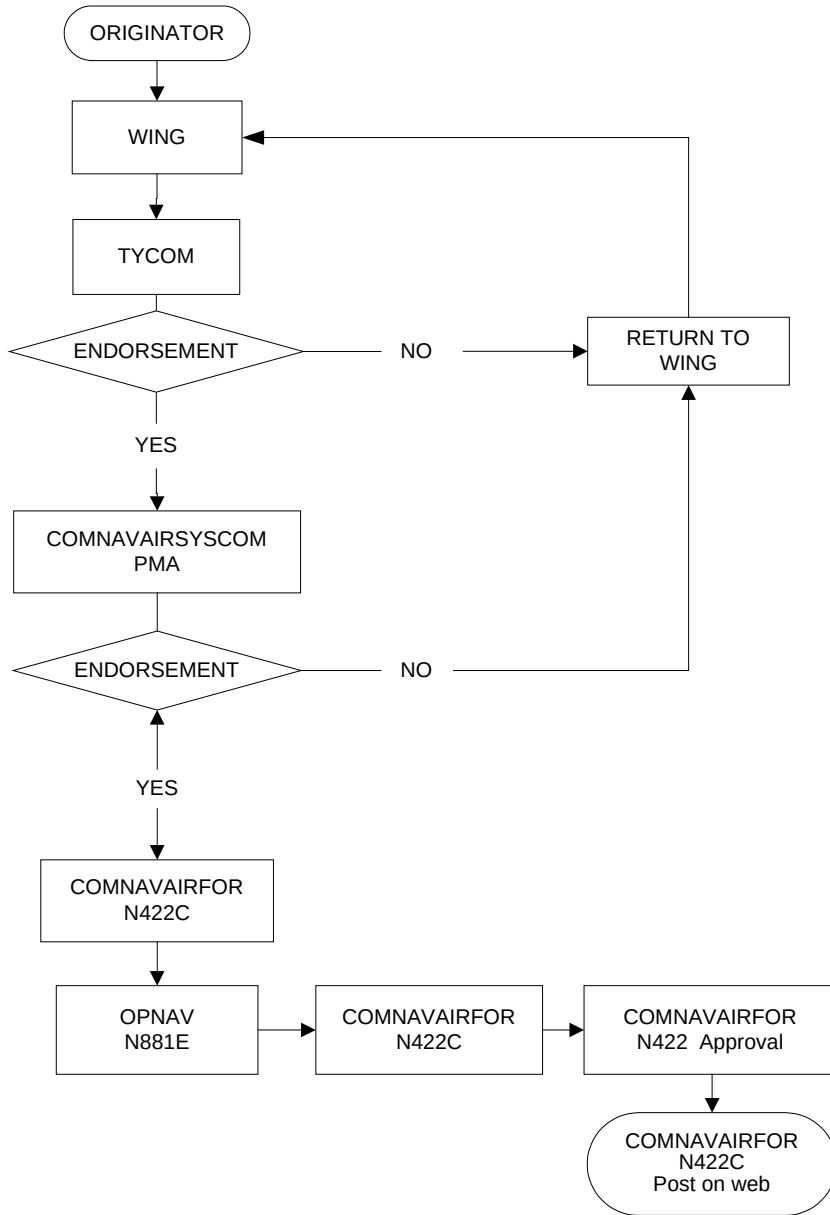 ORIGINATOR
WING
TYCOM
ENDORSEMENT
NO
RETURN TO
WING
YES
COMNAVAIRSYSCOM
PMA
ENDORSEMENT
NO
YES
COMNAVAIRFOR
N422C
OPNAV
N881E
COMNAVAIRFOR
N422C
COMNAVAIRFOR
N422 Approval
COMNAVAIRFOR
N422C
Post on web